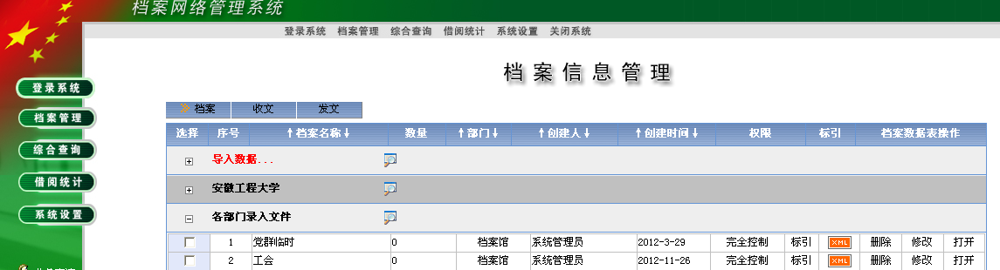 档案网络管理系统
登录系统 档案管理 综合查询 借阅统计 系统设置 关闭系统
档案信息管理
登录系统
档案管理
综合查询
借阅统计
系统设置
档案 收文 发文
选择 序号 ↑档案名称↓ 数量 ↑部门↓ ↑创建人↓ ↑创建时间↓ 权限 标引 档案数据表操作
导入数据...
安徽工程大学
各部门录入文件
1 党群临时 0 档案馆 系统管理员 2012-3-29 完全控制 标引 XML 删除 修改 打开
2 工会 0 档案馆 系统管理员 2012-11-26 完全控制 标引 XML 删除 修改 打开